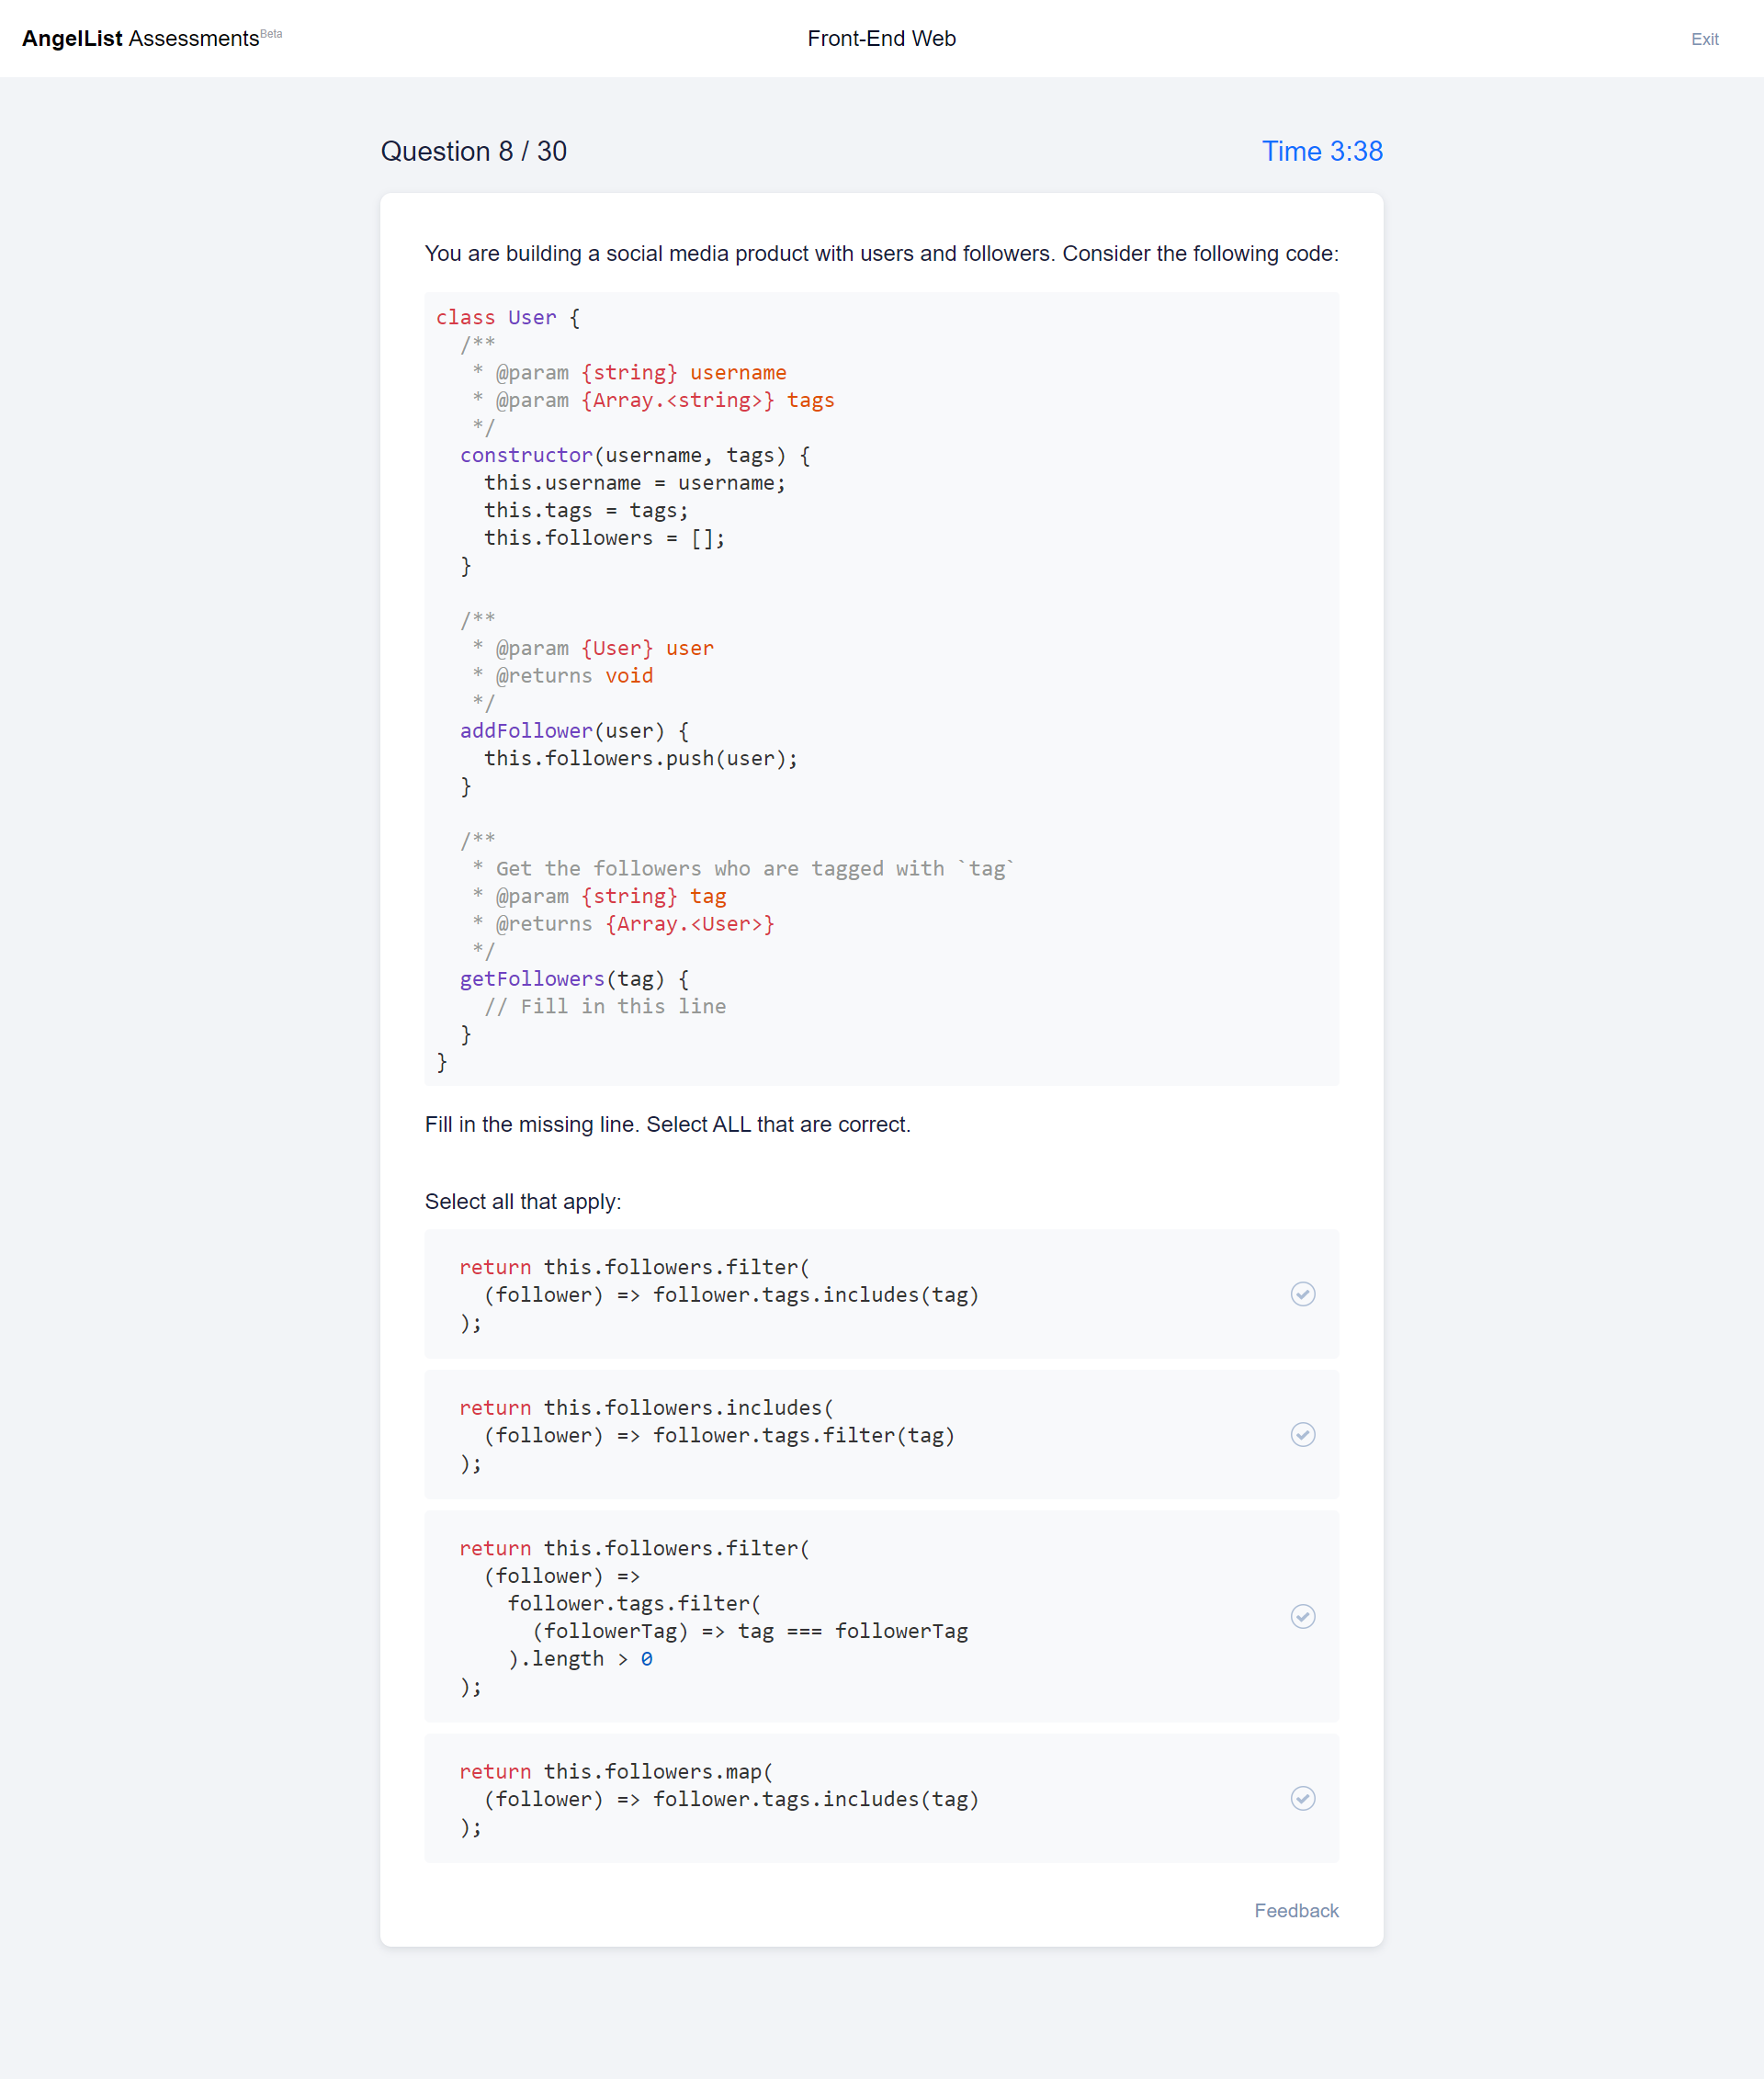 AngelList Assessments Beta
Front-End Web
Exit
Question 8 / 30
Time 3:38
You are building a social media product with users and followers. Consider the following code:
class User {
  /**
   * @param {string} username
   * @param {Array.<string>} tags
   */
  constructor(username, tags) {
    this.username = username;
    this.tags = tags;
    this.followers = [];
  }

  /**
   * @param {User} user
   * @returns void
   */
  addFollower(user) {
    this.followers.push(user);
  }

  /**
   * Get the followers who are tagged with `tag`
   * @param {string} tag
   * @returns {Array.<User>}
   */
  getFollowers(tag) {
    // Fill in this line
  }
}
Fill in the missing line. Select ALL that are correct.
Select all that apply:
return this.followers.filter(
  (follower) => follower.tags.includes(tag)
);
return this.followers.includes(
  (follower) => follower.tags.filter(tag)
);
return this.followers.filter(
  (follower) =>
    follower.tags.filter(
      (followerTag) => tag === followerTag
    ).length > 0
);
return this.followers.map(
  (follower) => follower.tags.includes(tag)
);
Feedback